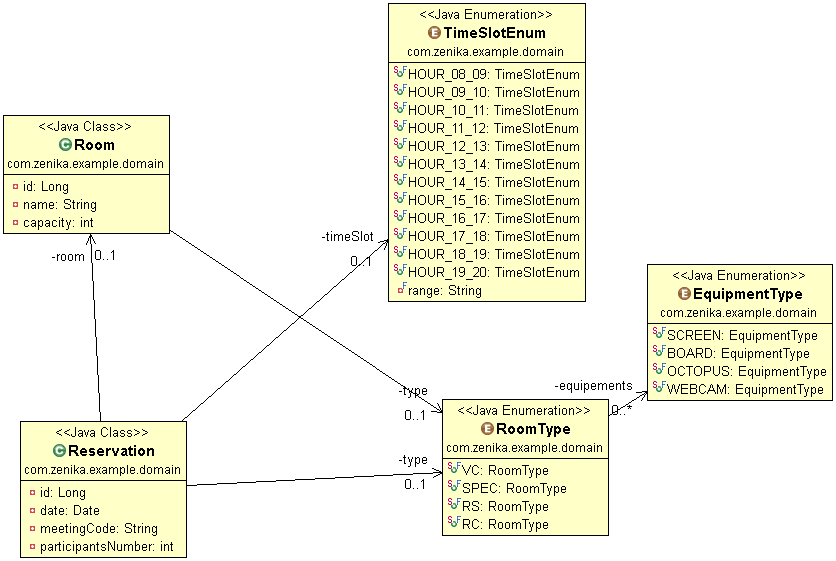 <<Java Enumeration>>
E TimeSlotEnum
com.zenika.example.domain
HOUR_08_09: TimeSlotEnum
HOUR_09_10: TimeSlotEnum
HOUR_10_11: TimeSlotEnum
HOUR_11_12: TimeSlotEnum
HOUR_12_13: TimeSlotEnum
HOUR_13_14: TimeSlotEnum
HOUR_14_15: TimeSlotEnum
HOUR_15_16: TimeSlotEnum
HOUR_16_17: TimeSlotEnum
HOUR_17_18: TimeSlotEnum
HOUR_18_19: TimeSlotEnum
HOUR_19_20: TimeSlotEnum
range: String
<<Java Class>>
C Room
com.zenika.example.domain
id: Long
name: String
capacity: int
-room 0..1
-timeSlot
0..1
<<Java Enumeration>>
E EquipmentType
com.zenika.example.domain
SCREEN: EquipmentType
BOARD: EquipmentType
OCTOPUS: EquipmentType
WEBCAM: EquipmentType
-equipements
0..*
-type
0..1
<<Java Enumeration>>
E RoomType
com.zenika.example.domain
VC: RoomType
SPEC: RoomType
RS: RoomType
RC: RoomType
-type
0..1
<<Java Class>>
C Reservation
com.zenika.example.domain
id: Long
date: Date
meetingCode: String
participantsNumber: int